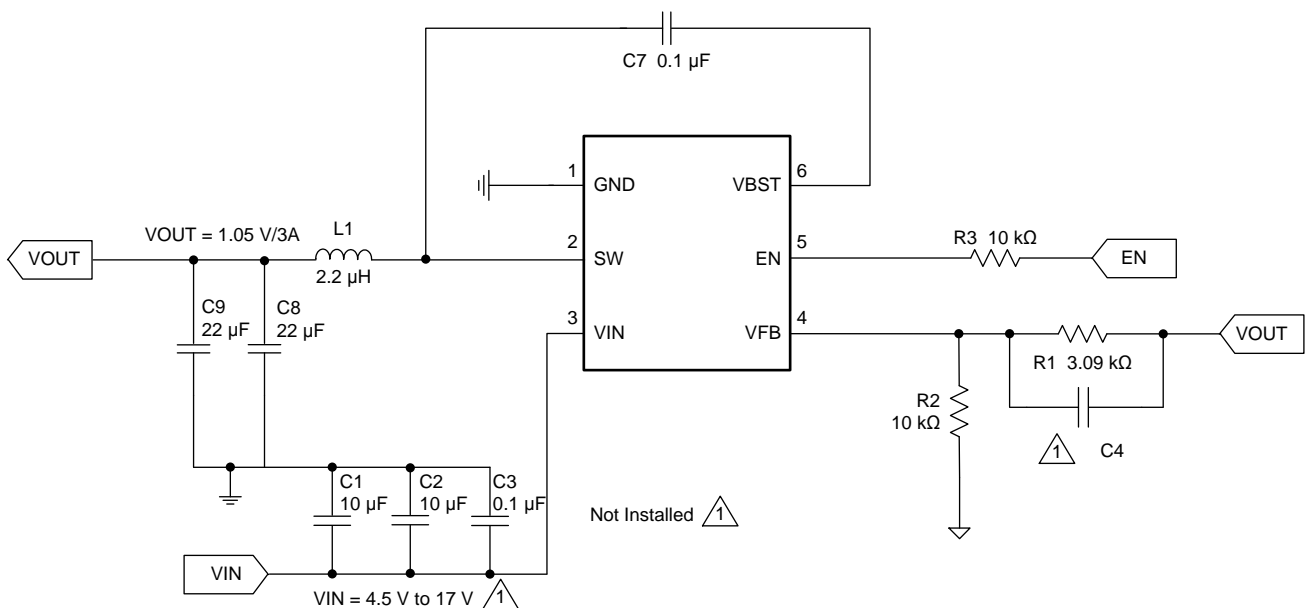 C7 0.1 µF
1 GND
VBST 6
VOUT
VOUT = 1.05 V/3A
L1
2.2 µH
2 SW
EN 5
R3 10 kΩ
EN
C9
22 µF
C8
22 µF
3 VIN
VFB 4
VOUT
R1 3.09 kΩ
R2
10 kΩ
1 C4
C1
10 µF
C2
10 µF
C3
0.1 µF
Not Installed 1
VIN
VIN = 4.5 V to 17 V 1